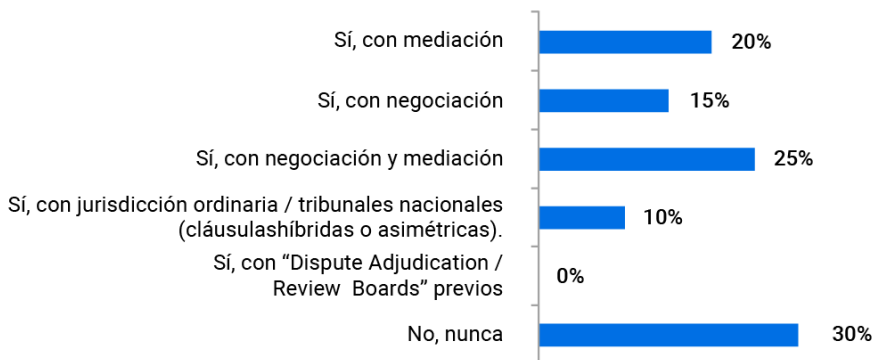 Sí, con mediación 20%
Sí, con negociación 15%
Sí, con negociación y mediación 25%
Sí, con jurisdicción ordinaria / tribunales nacionales
(cláusulashíbridas o asimétricas). 10%
Sí, con “Dispute Adjudication /
Review Boards” previos 0%
No, nunca 30%